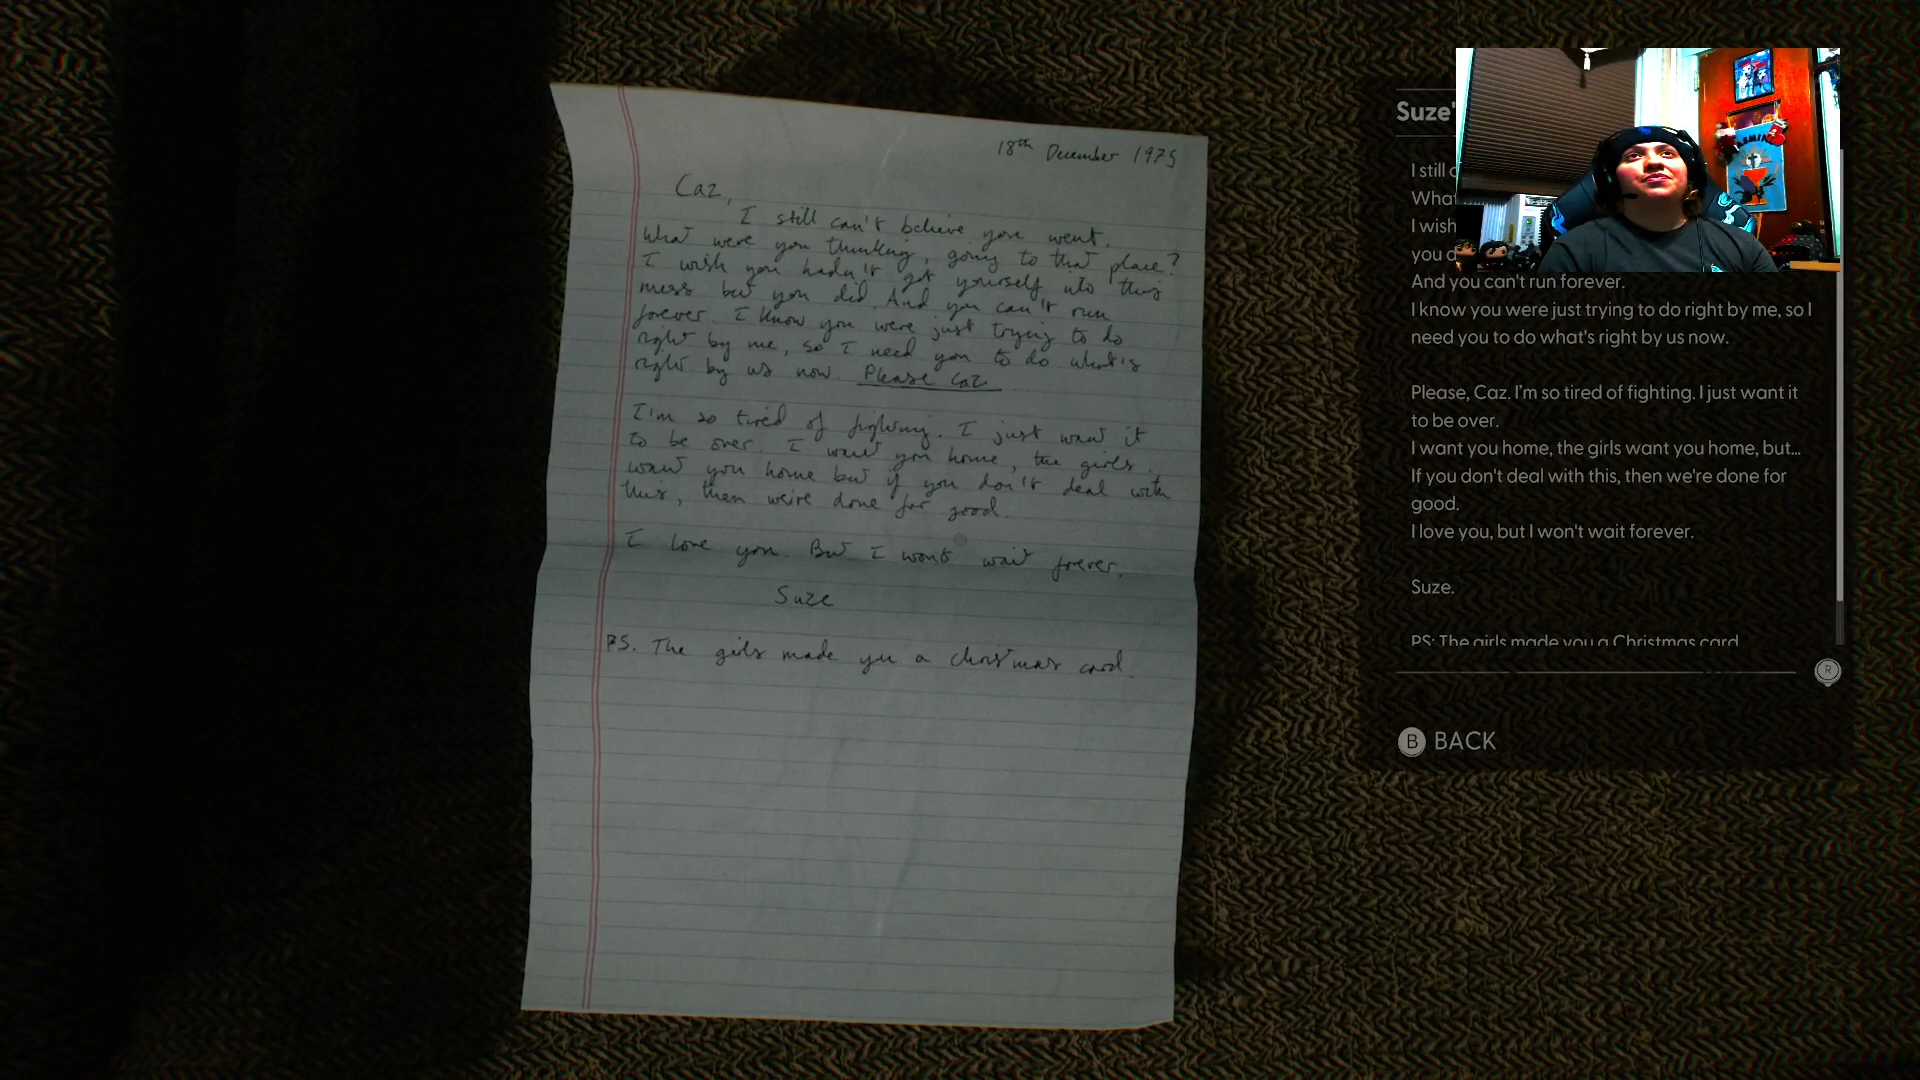 18th December 1975
Caz,
I still can't believe you went.
What were you thinking, going to that place?
I wish you hadn't got yourself into this
mess but you did. And you can't run
forever. I know you were just trying to do
right by me, so I need you to do what's
right by us now. Please Caz
I'm so tired of fighting. I just want it
to be over. I want you home, the girls
want you home but if you don't deal with
this, then we're done for good.
I love you. But I wont wait forever.
Suze
PS. The girls made you a christmas card.
Suze'
I still
What
I wish
you
And you can't run forever.
I know you were just trying to do right by me, so I
need you to do what's right by us now.
Please, Caz. I'm so tired of fighting. I just want it
to be over.
I want you home, the girls want you home, but...
If you don't deal with this, then we're done for
good.
I love you, but I won't wait forever.
Suze.
PS: The girls made you a Christmas card
R
B BACK